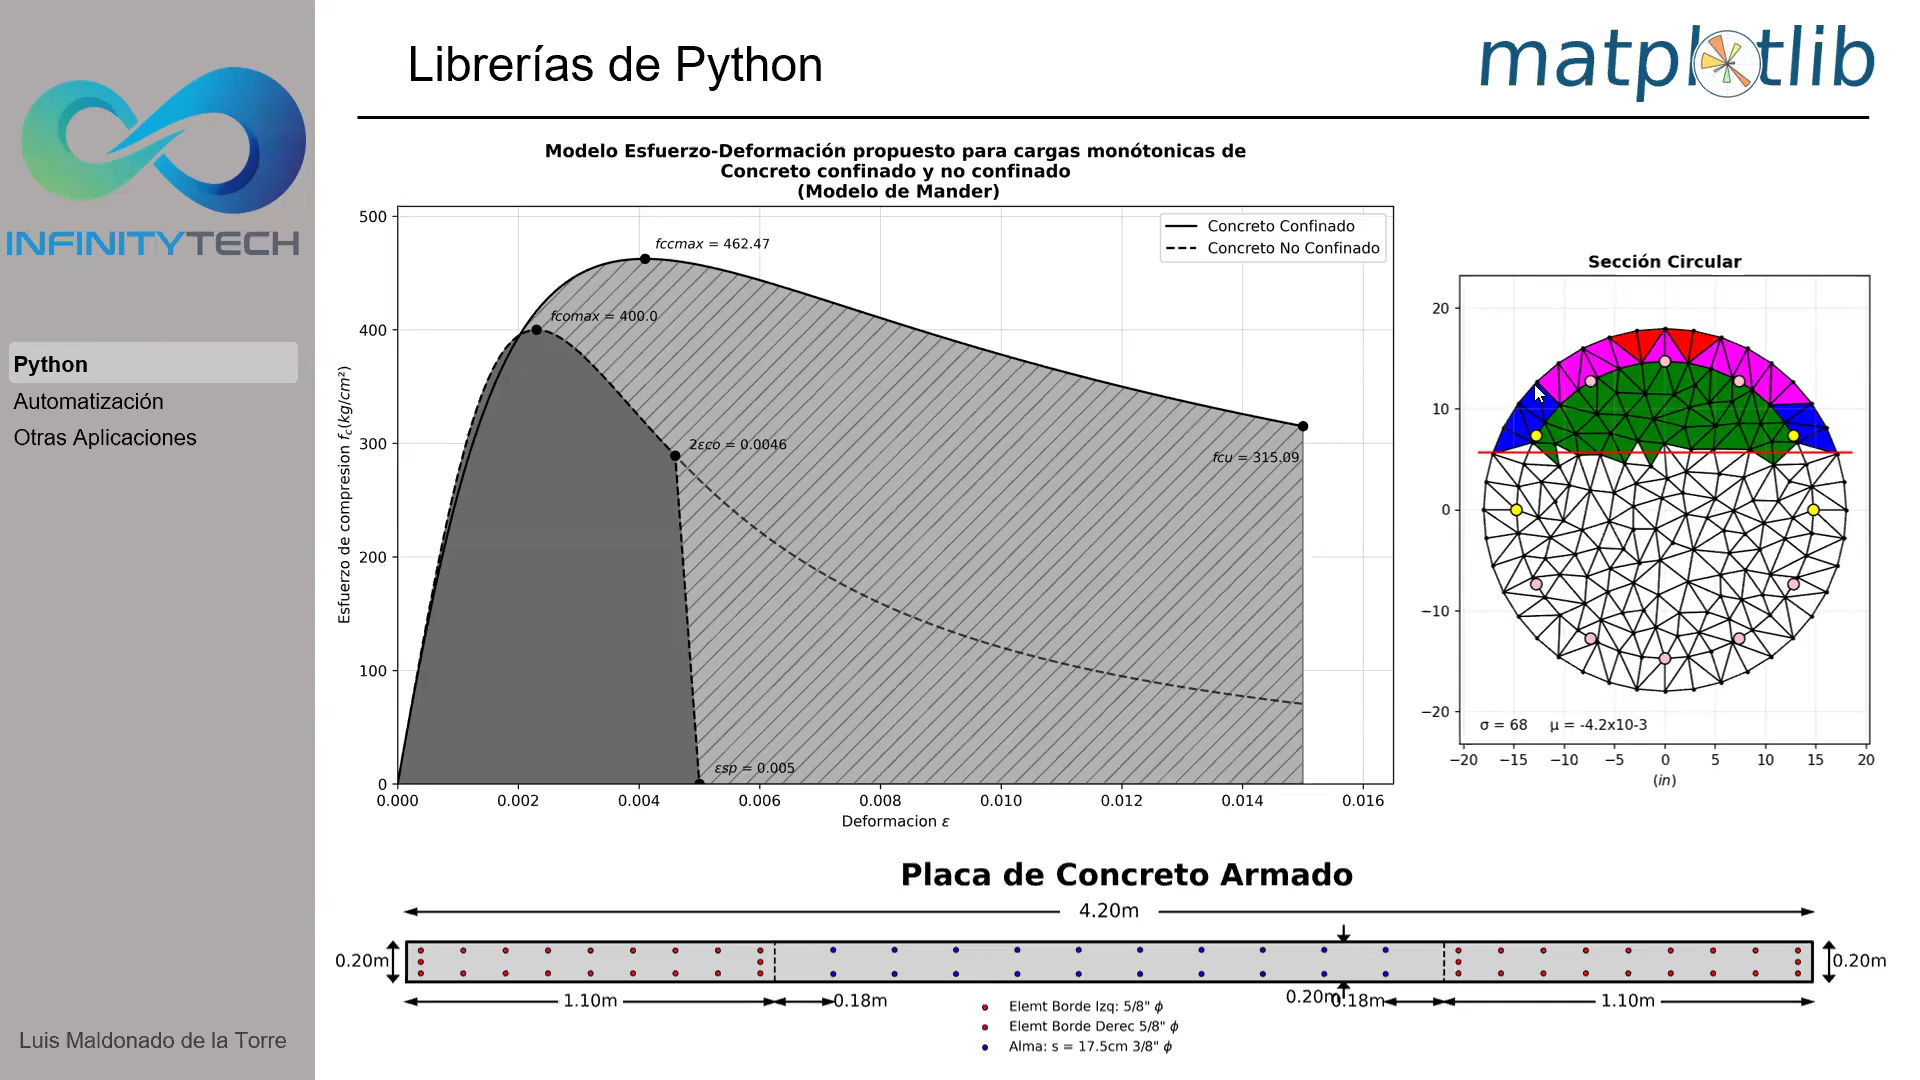 Librerías de Python
matplotlib
INFINITYTECH
Python
Automatización
Otras Aplicaciones
Luis Maldonado de la Torre
Modelo Esfuerzo-Deformación propuesto para cargas monótonicas de
Concreto confinado y no confinado
(Modelo de Mander)
Concreto Confinado
Concreto No Confinado
fccmax = 462.47
fcomax = 400.0
2εco = 0.0046
fcu = 315.09
εsp = 0.005
Esfuerzo de compresion f_c(kg/cm²)
500
400
300
200
100
0
0.000 0.002 0.004 0.006 0.008 0.010 0.012 0.014 0.016
Deformacion ε
Sección Circular
20
10
0
−10
−20
σ = 68 μ = -4.2x10-3
−20 −15 −10 −5 0 5 10 15 20
(in)
Placa de Concreto Armado
4.20m
0.20m
0.20m
1.10m 0.18m 0.20m 0.18m 1.10m
Elemt Borde Izq: 5/8" ϕ
Elemt Borde Derec 5/8" ϕ
Alma: s = 17.5cm 3/8" ϕ